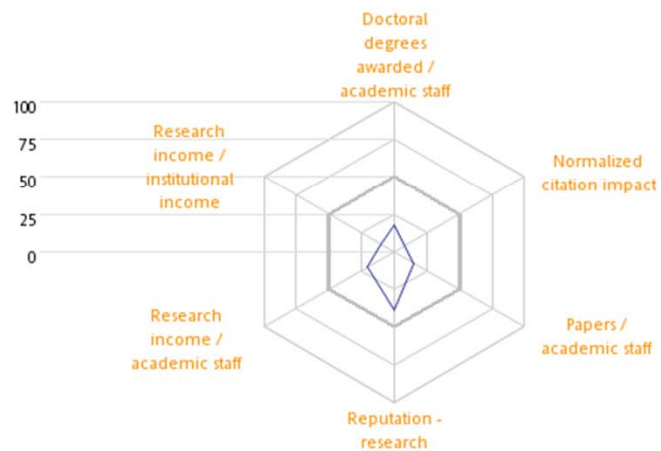 Doctoral
degrees
awarded /
academic staff
100
75
50
25
0
Research
income /
institutional
income
Normalized
citation impact
Research
income /
academic staff
Papers /
academic staff
Reputation -
research